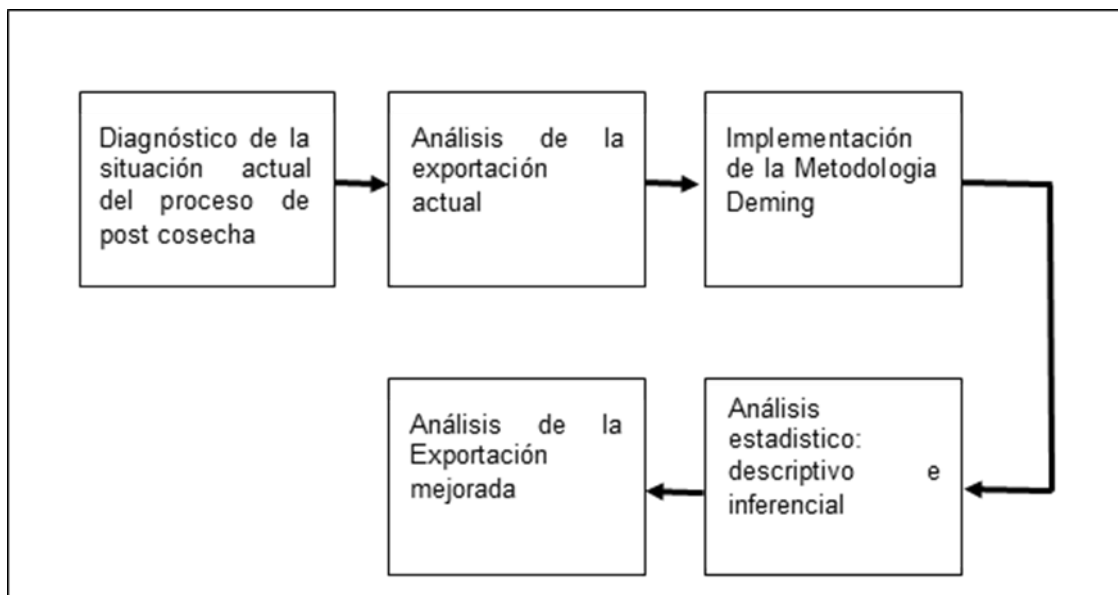 Diagnóstico de la
situación actual
del proceso de
post cosecha
Análisis de la
exportación
actual
Implementación
de la Metodologia
Deming
Análisis
estadistico:
descriptivo e
inferencial
Análisis de la
Exportación
mejorada